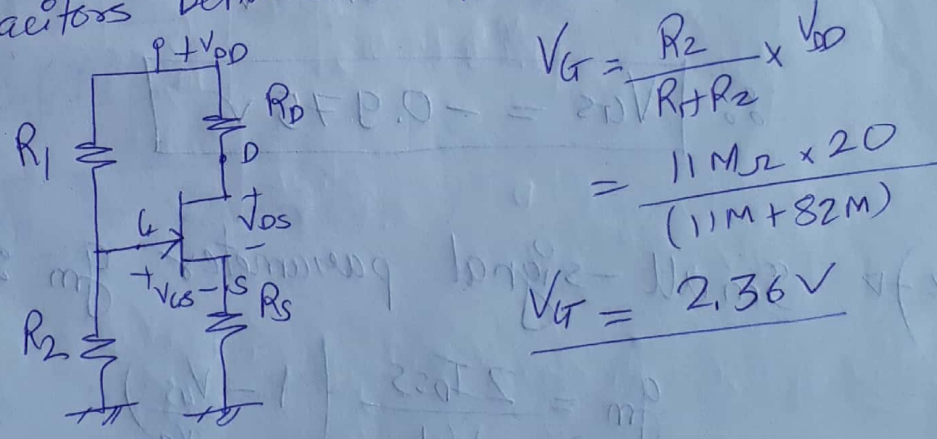 acitors
+VDD
R1
RD
D
G
+
VDS
-
+ VGS -
S
RS
R2
VG = R2 / R1+R2 × VDD
= 11MΩ × 20 / (11M + 82M)
VG = 2.36V